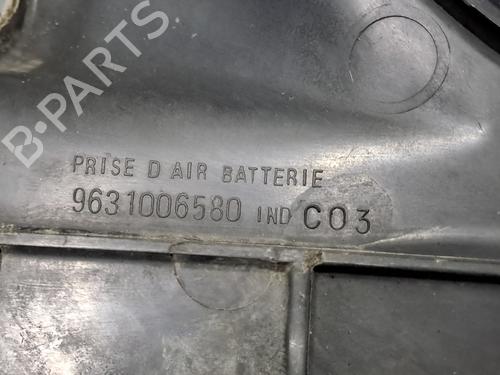 B-PARTS
PRISE D AIR BATTERIE
9631006580 IND C03